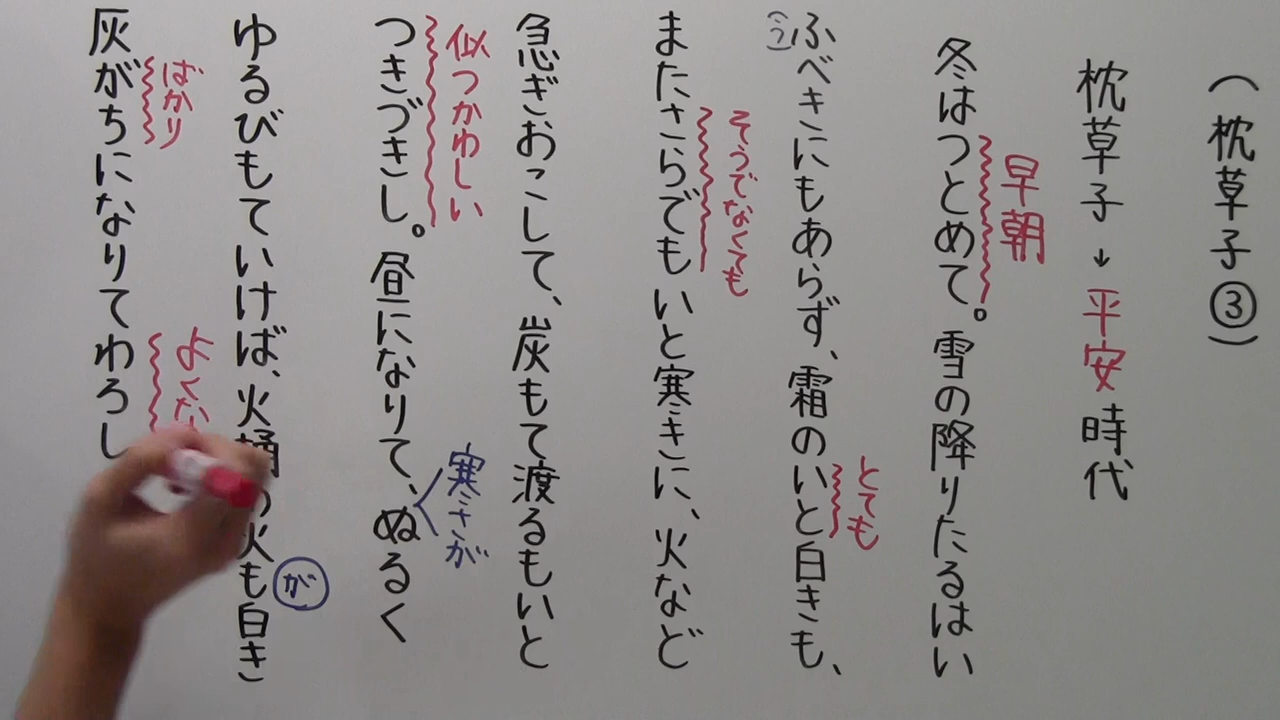 （枕草子③）
枕草子→平安時代
早朝
冬はつとめて。雪の降りたるはい
ふべきにもあらず、霜のいと白きも、
（う）
とても
そうでなくても
またさらでもいと寒きに、火など
急ぎおこして、炭もて渡るもいと
似つかわしい
つきづきし。昼になりて、ぬるく
寒さが
ゆるびもていけば、火桶の火も白き
が
ばかり
よくな
灰がちになりてわろし